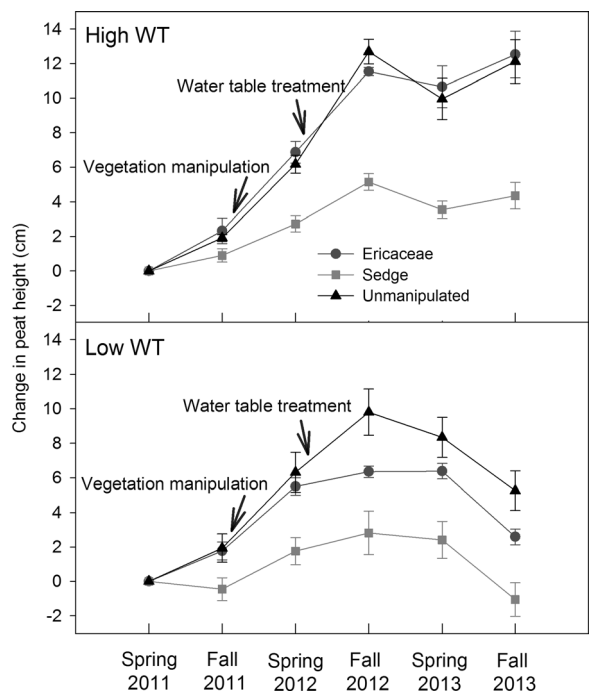 14
High WT
12
Water table treatment
10
8
Vegetation manipulation
6
4
Ericaceae
2
Sedge
0
Unmanipulated
-2
Change in peat height (cm)
14
Low WT
12
10
Water table treatment
8
6
Vegetation manipulation
4
2
0
-2
Spring
2011
Fall
2011
Spring
2012
Fall
2012
Spring
2013
Fall
2013